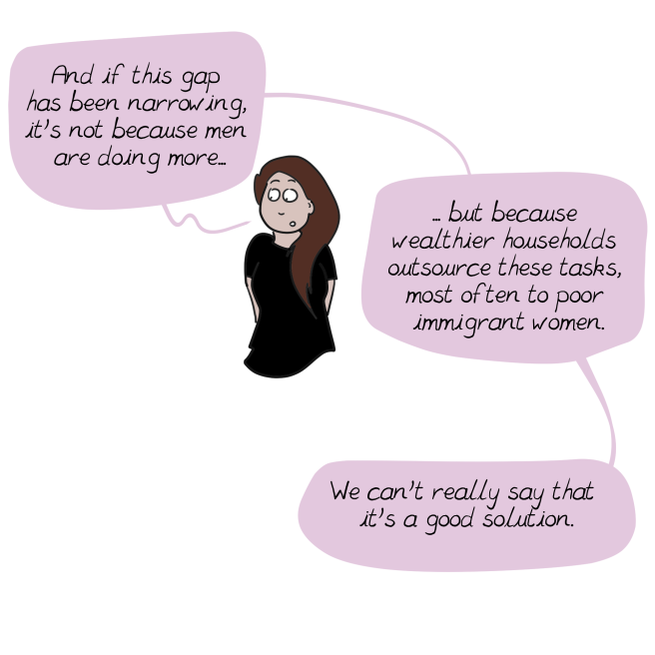 And if this gap
has been narrowing,
it's not because men
are doing more...
... but because
wealthier households
outsource these tasks,
most often to poor
immigrant women.
We can't really say that
it's a good solution.